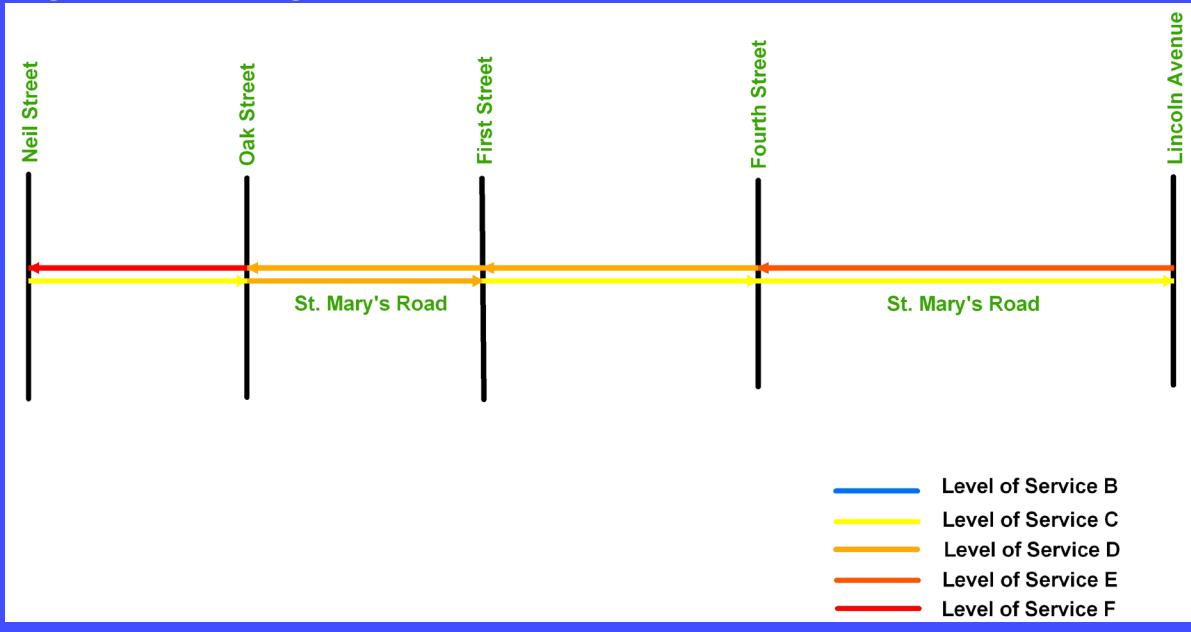 Neil Street
Oak Street
First Street
Fourth Street
Lincoln Avenue
St. Mary's Road
St. Mary's Road
Level of Service B
Level of Service C
Level of Service D
Level of Service E
Level of Service F